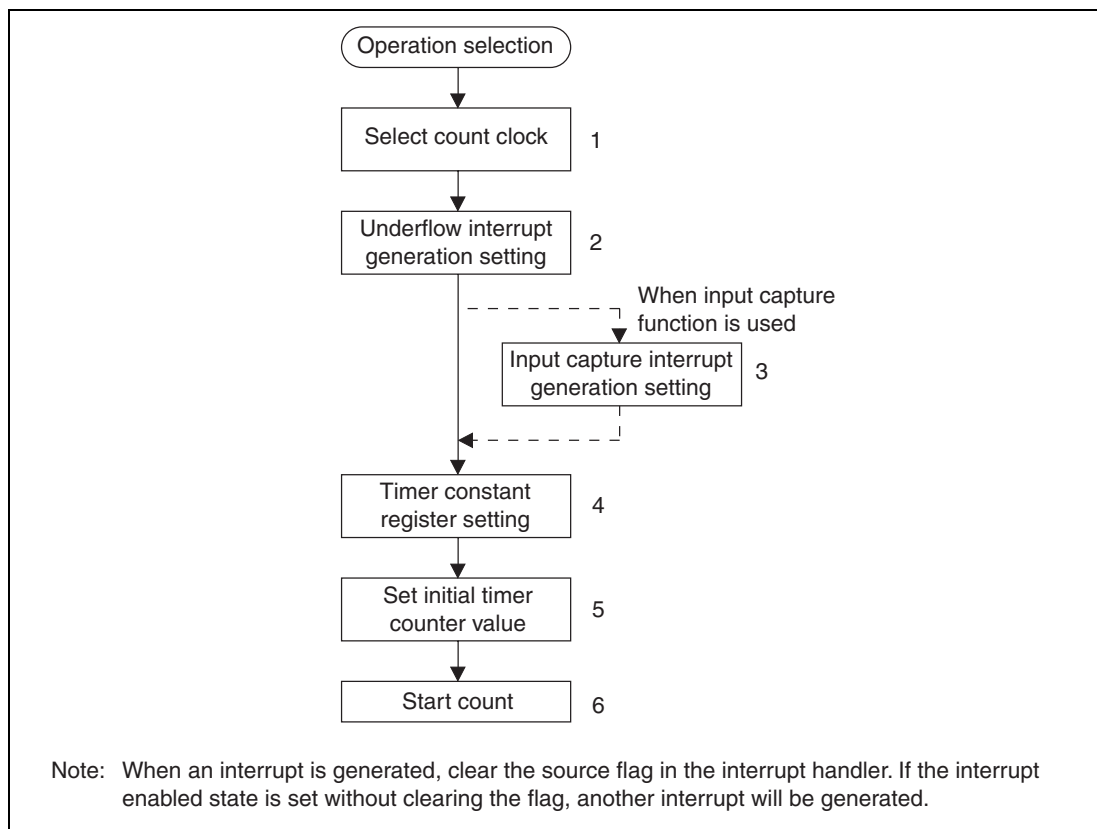 Operation selection
Select count clock
1
Underflow interrupt
generation setting
2
When input capture
function is used
Input capture interrupt
generation setting
3
Timer constant
register setting
4
Set initial timer
counter value
5
Start count
6
Note: When an interrupt is generated, clear the source flag in the interrupt handler. If the interrupt
enabled state is set without clearing the flag, another interrupt will be generated.